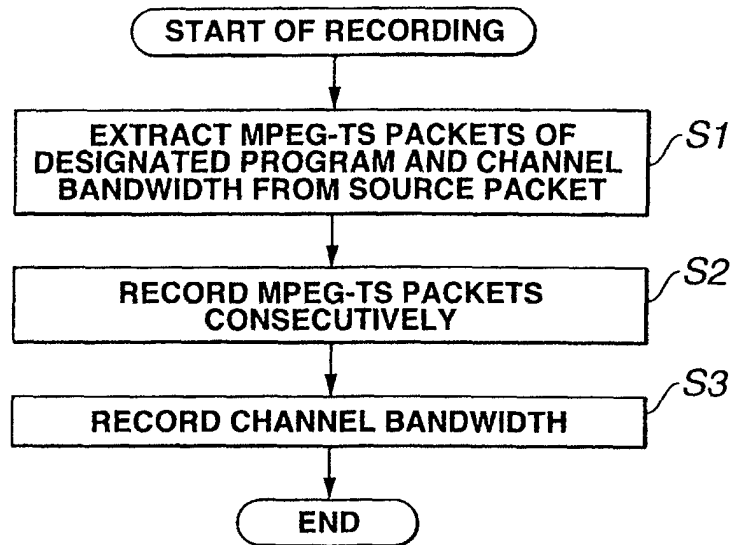 START OF RECORDING
EXTRACT MPEG-TS PACKETS OF
DESIGNATED PROGRAM AND CHANNEL
BANDWIDTH FROM SOURCE PACKET
S1
RECORD MPEG-TS PACKETS
CONSECUTIVELY
S2
RECORD CHANNEL BANDWIDTH
S3
END